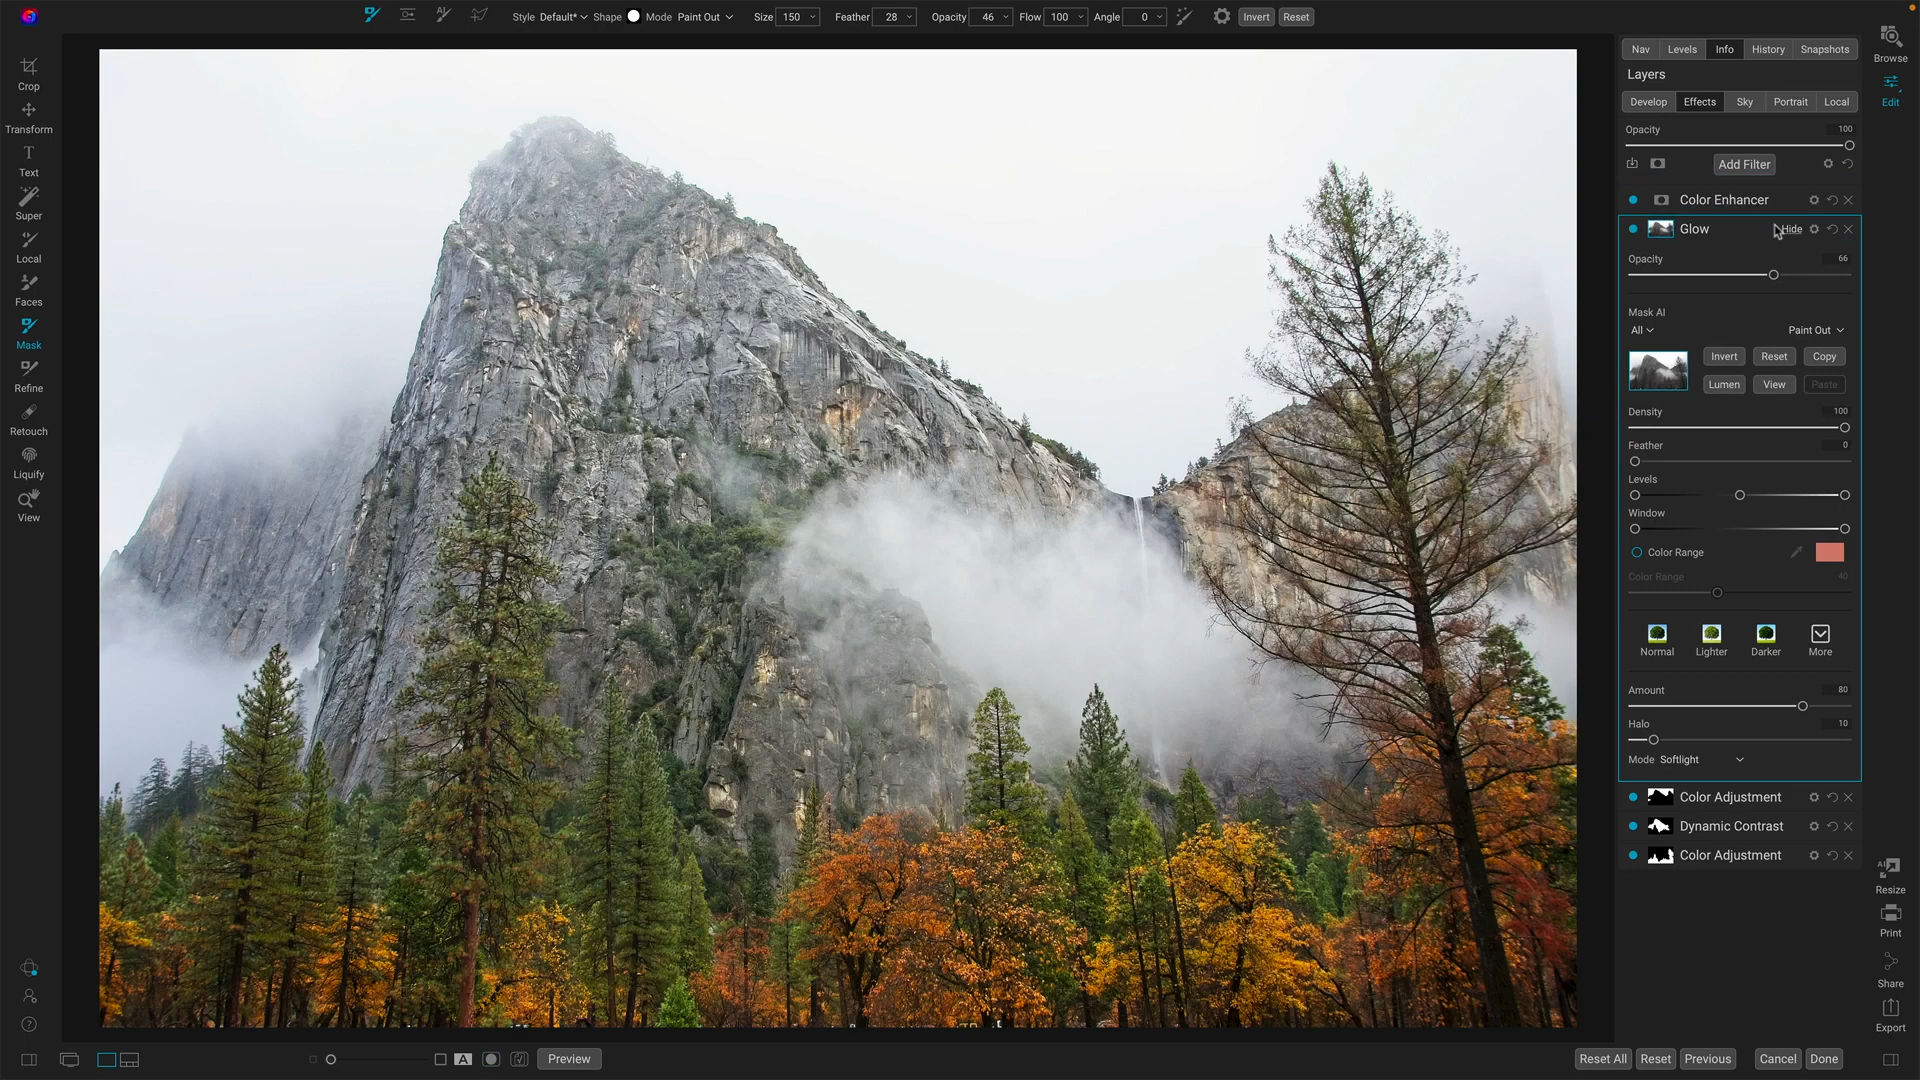 Style Default* Shape Mode Paint Out Size 150 Feather 28 Opacity 46 Flow 100 Angle 0 Invert Reset
Crop
Transform
Text
Super
Local
Faces
Mask
Refine
Retouch
Liquify
View
Nav Levels Info History Snapshots
Layers
Develop Effects Sky Portrait Local
Opacity 100
Add Filter
Color Enhancer
Glow Hide
Opacity 66
Mask AI
All Paint Out
Invert Reset Copy
Lumen View Paste
Density 100
Feather 0
Levels
Window
Color Range
Color Range 40
Normal Lighter Darker More
Amount 80
Halo 10
Mode Softlight
Color Adjustment
Dynamic Contrast
Color Adjustment
Browse
Edit
AI
Resize
Print
Share
Export
A Preview Reset All Reset Previous Cancel Done